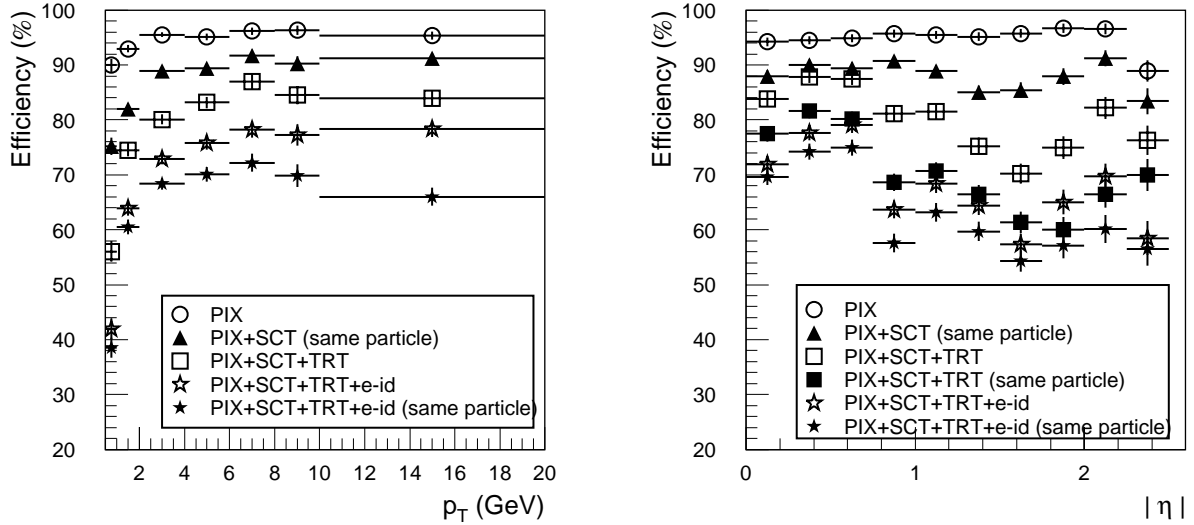 Efficiency (%)
100
90
80
70
60
50
40
30
20
PIX
PIX+SCT (same particle)
PIX+SCT+TRT
PIX+SCT+TRT+e-id
PIX+SCT+TRT+e-id (same particle)
2 4 6 8 10 12 14 16 18 20
p_T (GeV)
Efficiency (%)
100
90
80
70
60
50
40
30
20
PIX
PIX+SCT (same particle)
PIX+SCT+TRT
PIX+SCT+TRT (same particle)
PIX+SCT+TRT+e-id
PIX+SCT+TRT+e-id (same particle)
0 1 2
| η |